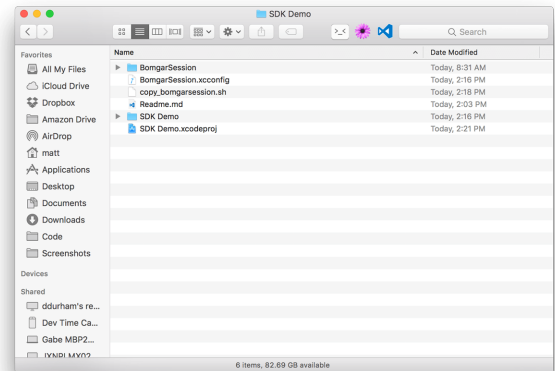 SDK Demo
Search
Favorites
All My Files
iCloud Drive
Dropbox
Amazon Drive
AirDrop
matt
Applications
Desktop
Documents
Downloads
Code
Screenshots
Devices
Shared
ddurham's re...
Dev Time Ca...
Gabe MBP2...
Name Date Modified
BomgarSession Today, 8:31 AM
BomgarSession.xcconfig Today, 2:16 PM
copy_bomgarsession.sh Today, 2:18 PM
Readme.md Today, 2:03 PM
SDK Demo Today, 2:16 PM
SDK Demo.xcodeproj Today, 2:21 PM
6 items, 82.69 GB available